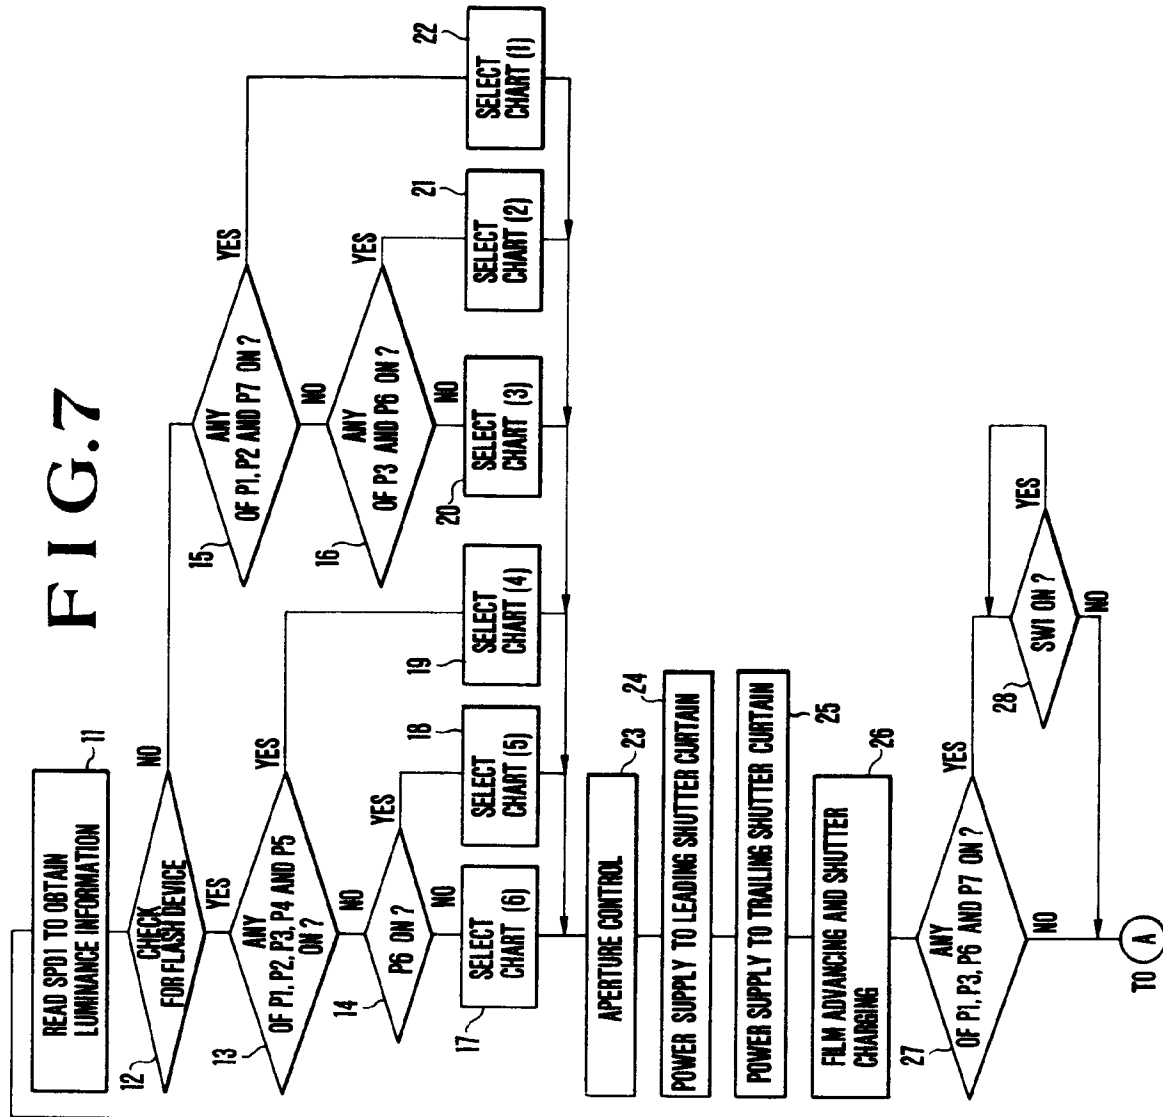 FIG.7
READ SPD1 TO OBTAIN
LUMINANCE INFORMATION
11
CHECK
FOR FLASH DEVICE
12
NO
YES
ANY
OF P1, P2, P3, P4 AND P5
ON ?
13
YES
NO
P6 ON ?
14
YES
NO
ANY
OF P1, P2 AND P7 ON ?
15
YES
NO
ANY
OF P3 AND P6 ON ?
16
YES
NO
SELECT
CHART (6)
17
SELECT
CHART (5)
18
SELECT
CHART (4)
19
SELECT
CHART (3)
20
SELECT
CHART (2)
21
SELECT
CHART (1)
22
APERTURE CONTROL
23
POWER SUPPLY TO LEADING SHUTTER CURTAIN
24
POWER SUPPLY TO TRAILING SHUTTER CURTAIN
25
FILM ADVANCING AND SHUTTER
CHARGING
26
ANY
OF P1, P3, P6 AND P7 ON ?
27
YES
NO
SW1 ON ?
28
YES
NO
TO A